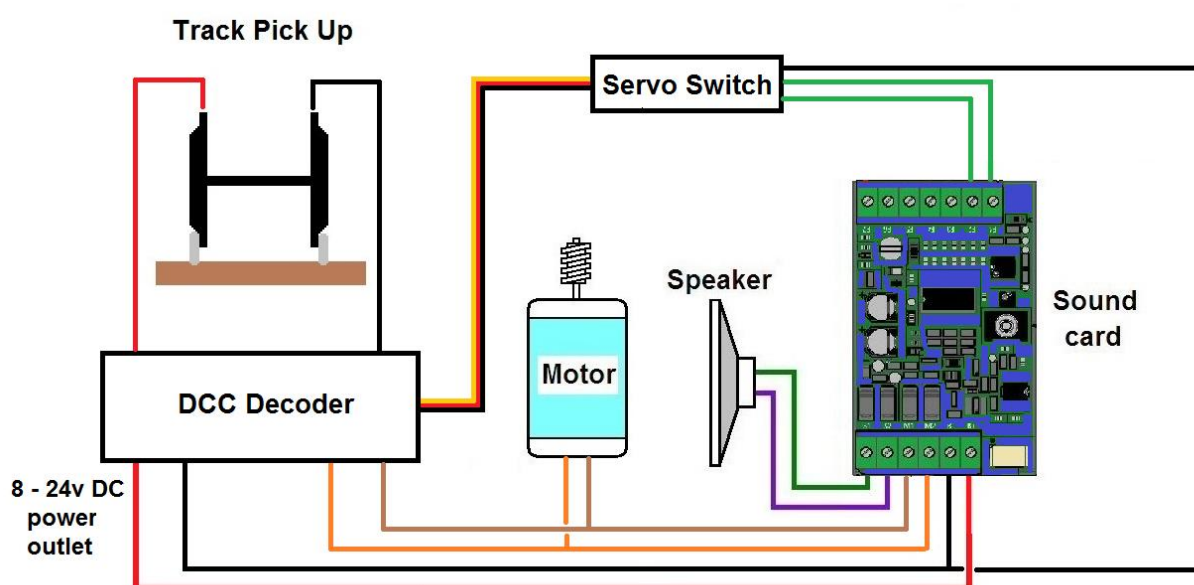 Track Pick Up
Servo Switch
Speaker
Sound
card
Motor
DCC Decoder
8 - 24v DC
power
outlet